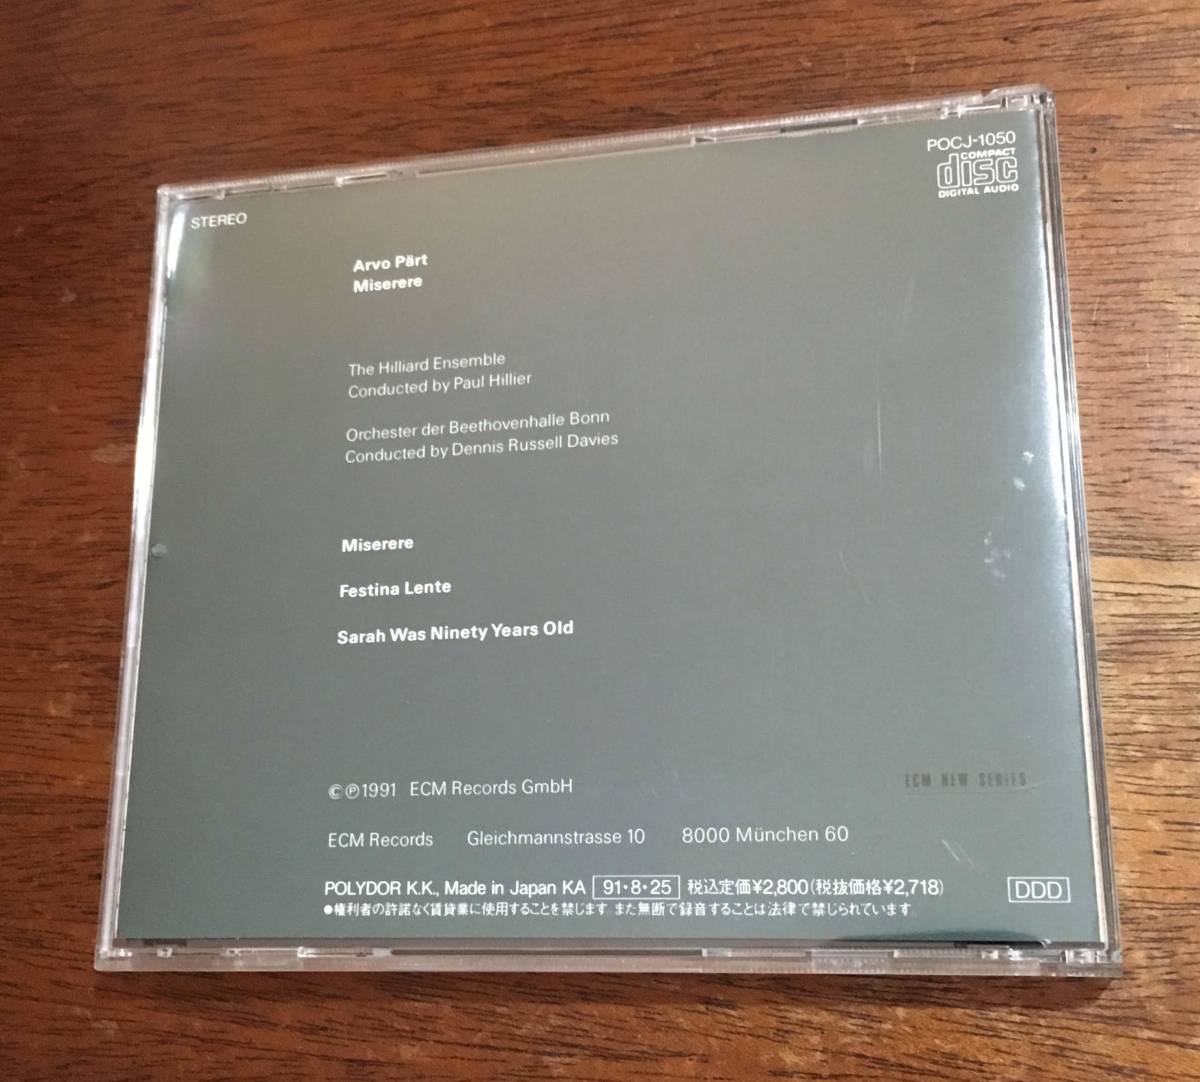 POCJ-1050
COMPACT
disc
DIGITAL AUDIO
STEREO
Arvo Pärt
Miserere
The Hilliard Ensemble
Conducted by Paul Hillier
Orchester der Beethovenhalle Bonn
Conducted by Dennis Russell Davies
Miserere
Festina Lente
Sarah Was Ninety Years Old
©℗1991 ECM Records GmbH
ECM NEW SERIES
ECM Records Gleichmannstrasse 10 8000 München 60
POLYDOR K.K., Made in Japan KA 91・8・25 税込定価¥2,800(税抜価格¥2,718) DDD
●権利者の許諾なく賃貸業に使用することを禁じます。また無断で録音することは法律で禁じられています。